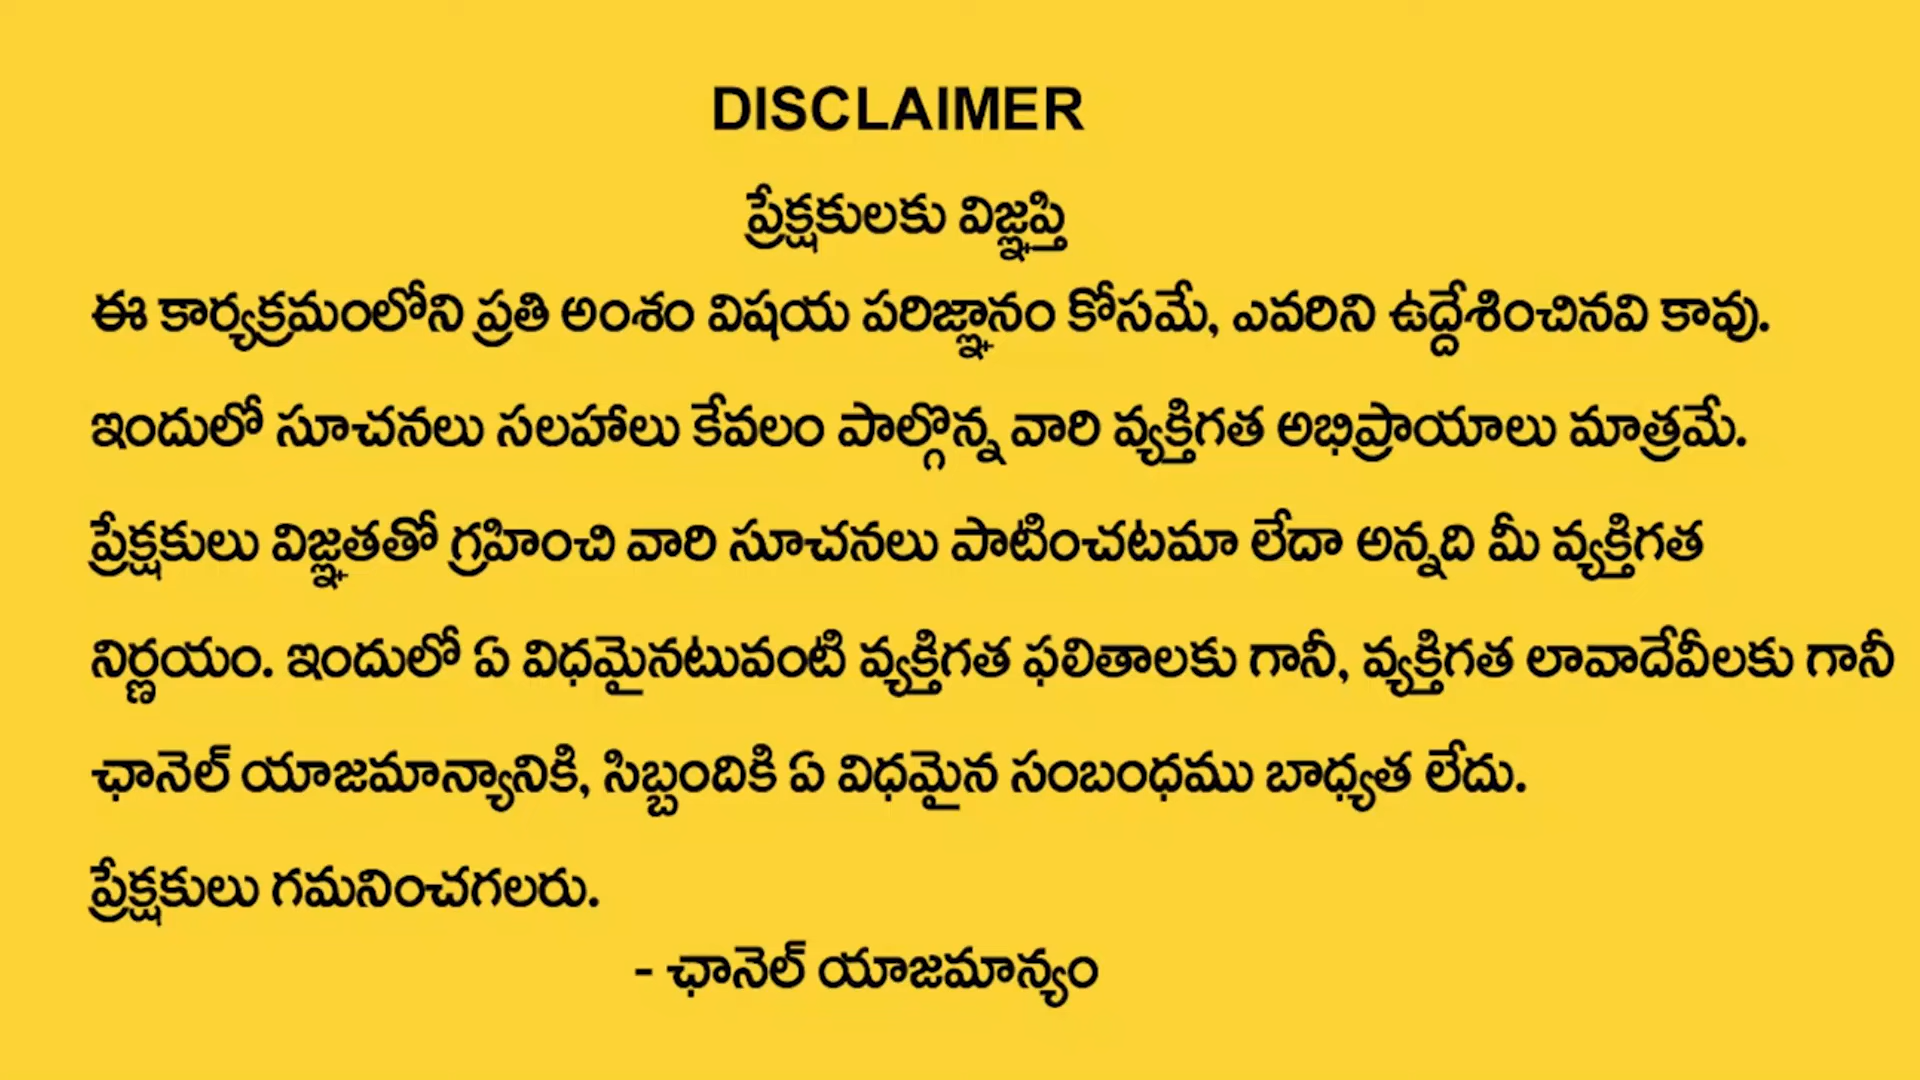 DISCLAIMER
ప్రేక్షకులకు విజ్ఞప్తి
ఈ కార్యక్రమంలోని ప్రతి అంశం విషయ పరిజ్ఞానం కోసమే, ఎవరిని ఉద్దేశించినవి కావు.
ఇందులో సూచనలు సలహాలు కేవలం పాల్గొన్న వారి వ్యక్తిగత అభిప్రాయాలు మాత్రమే.
ప్రేక్షకులు విజ్ఞతతో గ్రహించి వారి సూచనలు పాటించటమా లేదా అన్నది మీ వ్యక్తిగత
నిర్ణయం. ఇందులో ఏ విధమైనటువంటి వ్యక్తిగత ఫలితాలకు గానీ, వ్యక్తిగత లావాదేవీలకు గానీ
ఛానెల్ యాజమాన్యానికి, సిబ్బందికి ఏ విధమైన సంబంధము బాధ్యత లేదు.
ప్రేక్షకులు గమనించగలరు.
- ఛానెల్ యాజమాన్యం